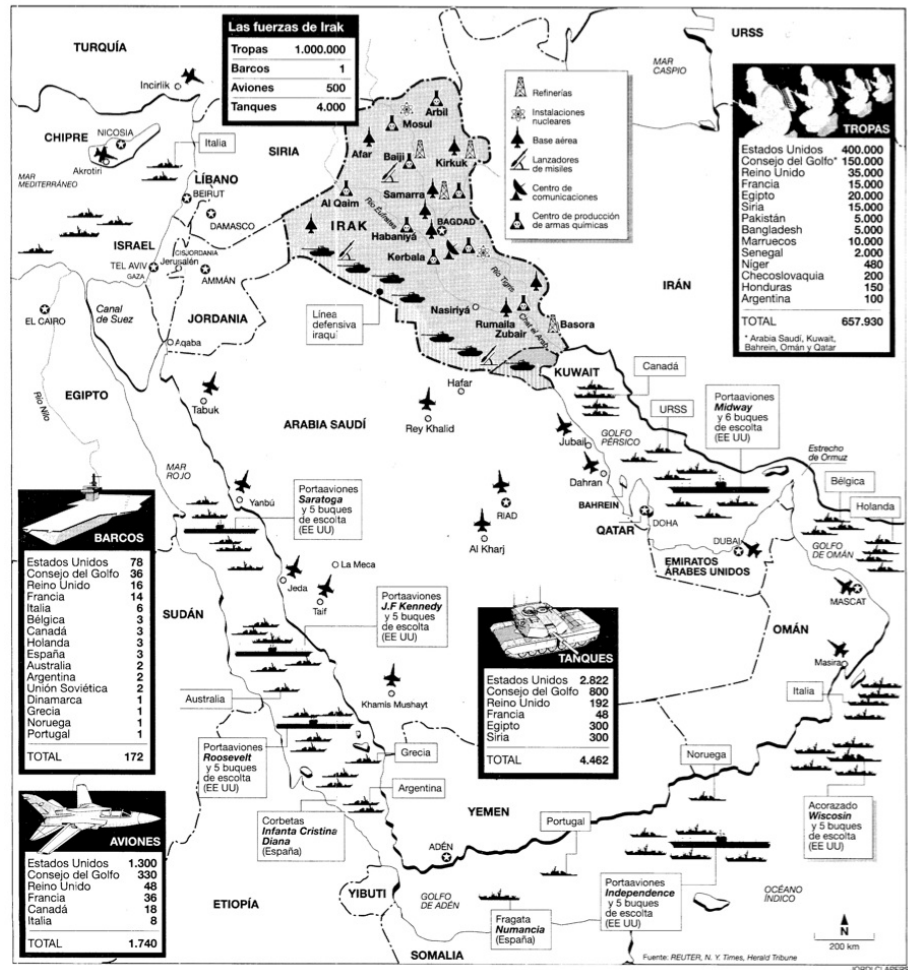 Las fuerzas de Irak
Tropas 1.000.000
Barcos 1
Aviones 500
Tanques 4.000
TURQUÍA
Incirlik
CHIPRE
NICOSIA
Akrotiri
MAR
MEDITERRÁNEO
Italia
SIRIA
LÍBANO
BEIRUT
DAMASCO
ISRAEL
CISJORDANIA
TEL AVIV
Jerusalén
GAZA
AMMÁN
EL CAIRO
Canal
de Suez
JORDANIA
Aqaba
EGIPTO
Río Nilo
Arbil
Mosul
Afar
Baiji
Kirkuk
Al Qaim
Samarra
Río Eufrates
IRAK
BAGDAD
Habaniyá
Kerbala
Río Tigris
Nasiriyá
Rumaila
Zubair
Chat el Arab
Basora
Línea
defensiva
iraquí
Refinerías
Instalaciones
nucleares
Base aérea
Lanzadores
de misiles
Centro de
comunicaciones
Centro de producción
de armas químicas
URSS
MAR
CASPIO
IRÁN
TROPAS
Estados Unidos 400.000
Consejo del Golfo* 150.000
Reino Unido 35.000
Francia 15.000
Egipto 20.000
Siria 15.000
Pakistán 5.000
Bangladesh 5.000
Marruecos 10.000
Senegal 2.000
Niger 480
Checoslovaquia 200
Honduras 150
Argentina 100
TOTAL 657.930
* Arabia Saudí, Kuwait,
Bahrein, Omán y Qatar
Tabuk
ARABIA SAUDÍ
Hafar
Rey Khalid
KUWAIT
Canadá
URSS
GOLFO
PÉRSICO
Jubail
Dahran
BAHREIN
QATAR
DOHA
Portaaviones
Midway
y 6 buques
de escolta
(EE UU)
Estrecho
de Ormuz
Bélgica
Holanda
DUBAI
EMIRATOS
ÁRABES UNIDOS
GOLFO
DE OMÁN
MASCAT
OMÁN
Masira
MAR
ROJO
Yanbú
Portaaviones
Saratoga
y 5 buques
de escolta
(EE UU)
RIAD
Al Kharj
La Meca
Jeda
Taif
BARCOS
Estados Unidos 78
Consejo del Golfo 36
Reino Unido 16
Francia 14
Italia 6
Bélgica 3
Canadá 3
Holanda 3
España 3
Australia 2
Argentina 2
Unión Soviética 2
Dinamarca 1
Grecia 1
Noruega 1
Portugal 1
TOTAL 172
SUDÁN
Portaaviones
J.F Kennedy
y 5 buques
de escolta
(EE UU)
Khamis Mushayt
Australia
Portaaviones
Roosevelt
y 5 buques
de escolta
(EE UU)
Grecia
Argentina
Corbetas
Infanta Cristina
Diana
(España)
TANQUES
Estados Unidos 2.822
Consejo del Golfo 800
Reino Unido 192
Francia 48
Egipto 300
Siria 300
TOTAL 4.462
Italia
Noruega
Acorazado
Wiscosin
y 5 buques
de escolta
(EE UU)
YEMEN
Portugal
ADÉN
AVIONES
Estados Unidos 1.300
Consejo del Golfo 330
Reino Unido 48
Francia 36
Canadá 18
Italia 8
TOTAL 1.740
ETIOPÍA
YIBUTI
GOLFO
DE ADÉN
Fragata
Numancia
(España)
Portaaviones
Independence
y 5 buques
de escolta
(EE UU)
OCÉANO
ÍNDICO
SOMALIA
N
200 km
Fuente: REUTER, N. Y. Times, Herald Tribune
JORDI CLAPERS